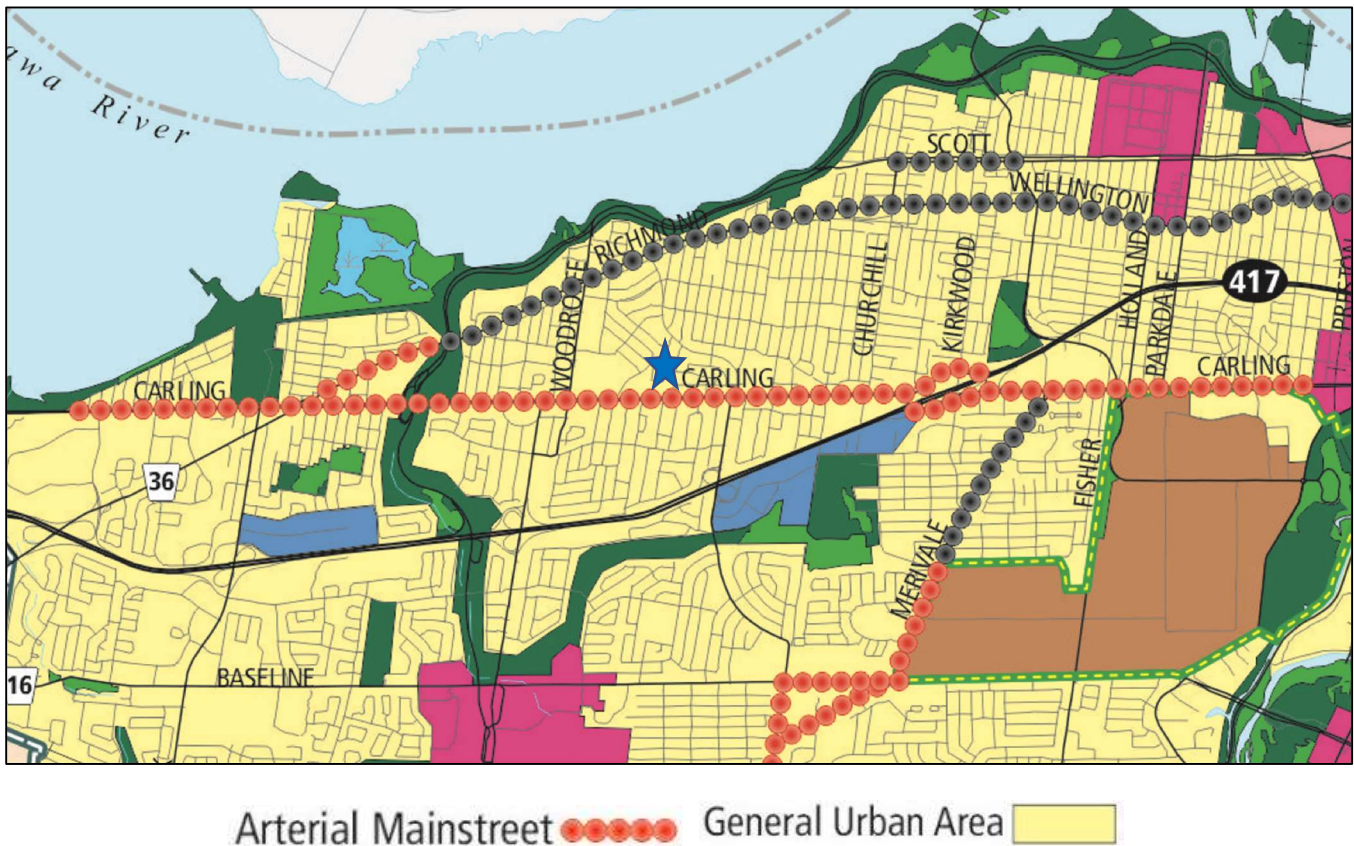 awa River
SCOTT
WELLINGTON
RICHMOND
WOODROFFE
CHURCHILL
KIRKWOOD
HOLLAND
PARKDALE
PRESTON
417
CARLING
CARLING
CARLING
36
FISHER
MERIVALE
BASELINE
16
Arterial Mainstreet
General Urban Area